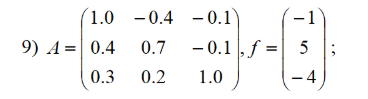 9) A = (1.0 − 0.4 − 0.1
0.4 0.7 − 0.1
0.3 0.2 1.0), f = (−1
5
−4);